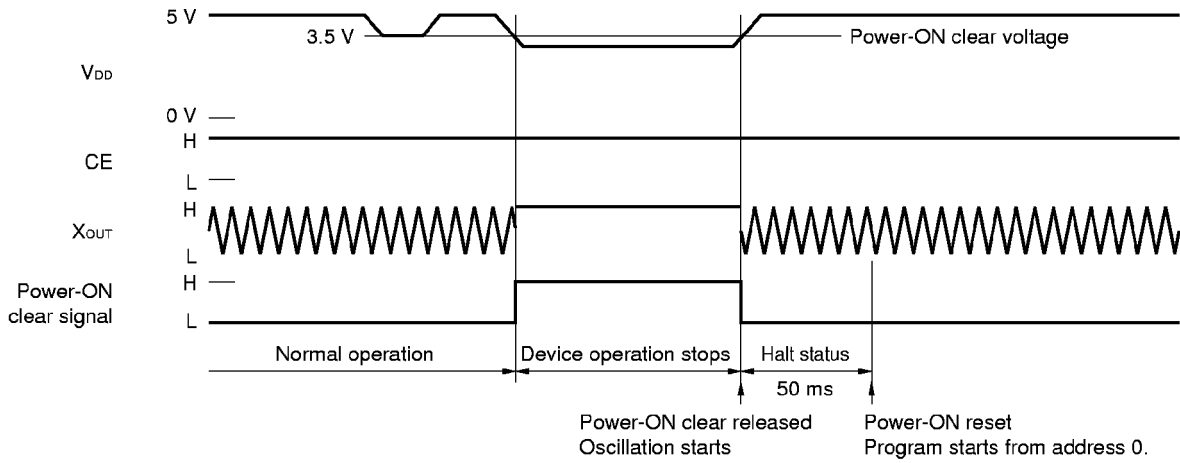 5 V
3.5 V
Power-ON clear voltage
VDD
0 V
H
CE
L
H
XOUT
L
H
Power-ON
clear signal
L
Normal operation
Device operation stops
Halt status
50 ms
Power-ON clear released
Oscillation starts
Power-ON reset
Program starts from address 0.